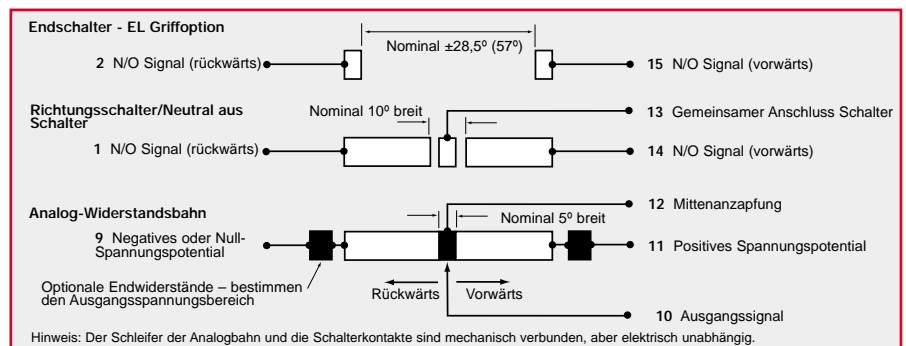 Endschalter - EL Griffoption
Nominal ±28,5º (57º)
2 N/O Signal (rückwärts)
15 N/O Signal (vorwärts)
Richtungsschalter/Neutral aus
Schalter
Nominal 10º breit
13 Gemeinsamer Anschluss Schalter
1 N/O Signal (rückwärts)
14 N/O Signal (vorwärts)
Analog-Widerstandsbahn
12 Mittenanzapfung
Nominal 5º breit
9 Negatives oder Null-
Spannungspotential
11 Positives Spannungspotential
Optionale Endwiderstände – bestimmen
den Ausgangsspannungsbereich
Rückwärts
Vorwärts
10 Ausgangssignal
Hinweis: Der Schleifer der Analogbahn und die Schalterkontakte sind mechanisch verbunden, aber elektrisch unabhängig.